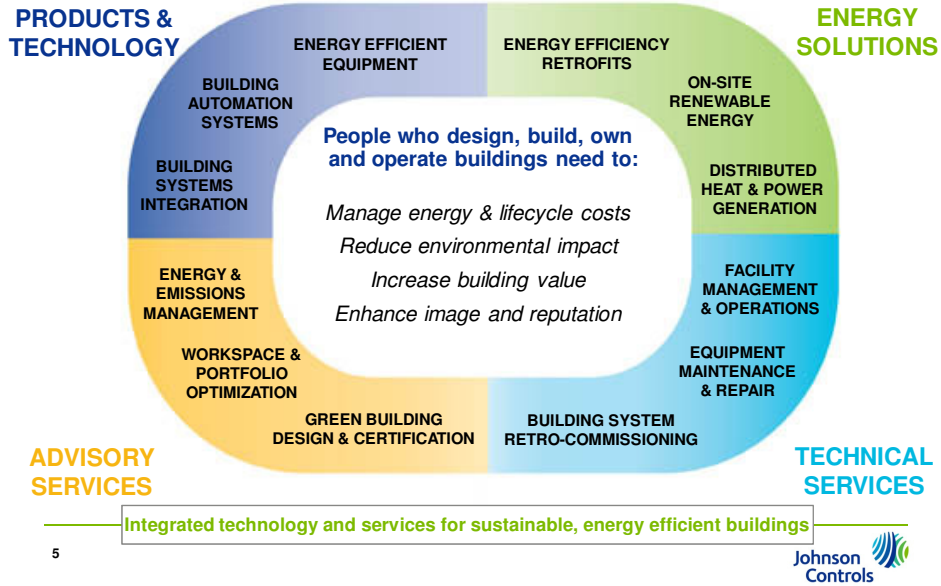 PRODUCTS &
TECHNOLOGY
ENERGY
SOLUTIONS
ENERGY EFFICIENT
EQUIPMENT
ENERGY EFFICIENCY
RETROFITS
BUILDING
AUTOMATION
SYSTEMS
ON-SITE
RENEWABLE
ENERGY
BUILDING
SYSTEMS
INTEGRATION
DISTRIBUTED
HEAT & POWER
GENERATION
People who design, build, own
and operate buildings need to:
Manage energy & lifecycle costs
Reduce environmental impact
Increase building value
Enhance image and reputation
ENERGY &
EMISSIONS
MANAGEMENT
FACILITY
MANAGEMENT
& OPERATIONS
WORKSPACE &
PORTFOLIO
OPTIMIZATION
EQUIPMENT
MAINTENANCE
& REPAIR
GREEN BUILDING
DESIGN & CERTIFICATION
BUILDING SYSTEM
RETRO-COMMISSIONING
ADVISORY
SERVICES
TECHNICAL
SERVICES
Integrated technology and services for sustainable, energy efficient buildings
5
Johnson
Controls